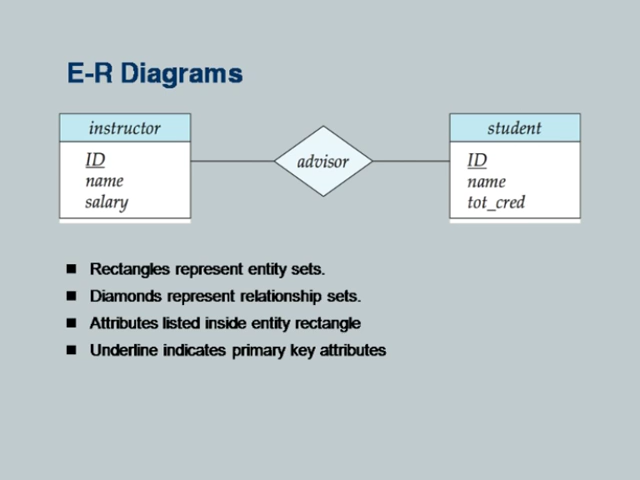 E-R Diagrams
instructor
ID
name
salary
advisor
student
ID
name
tot_cred
Rectangles represent entity sets.
Diamonds represent relationship sets.
Attributes listed inside entity rectangle
Underline indicates primary key attributes